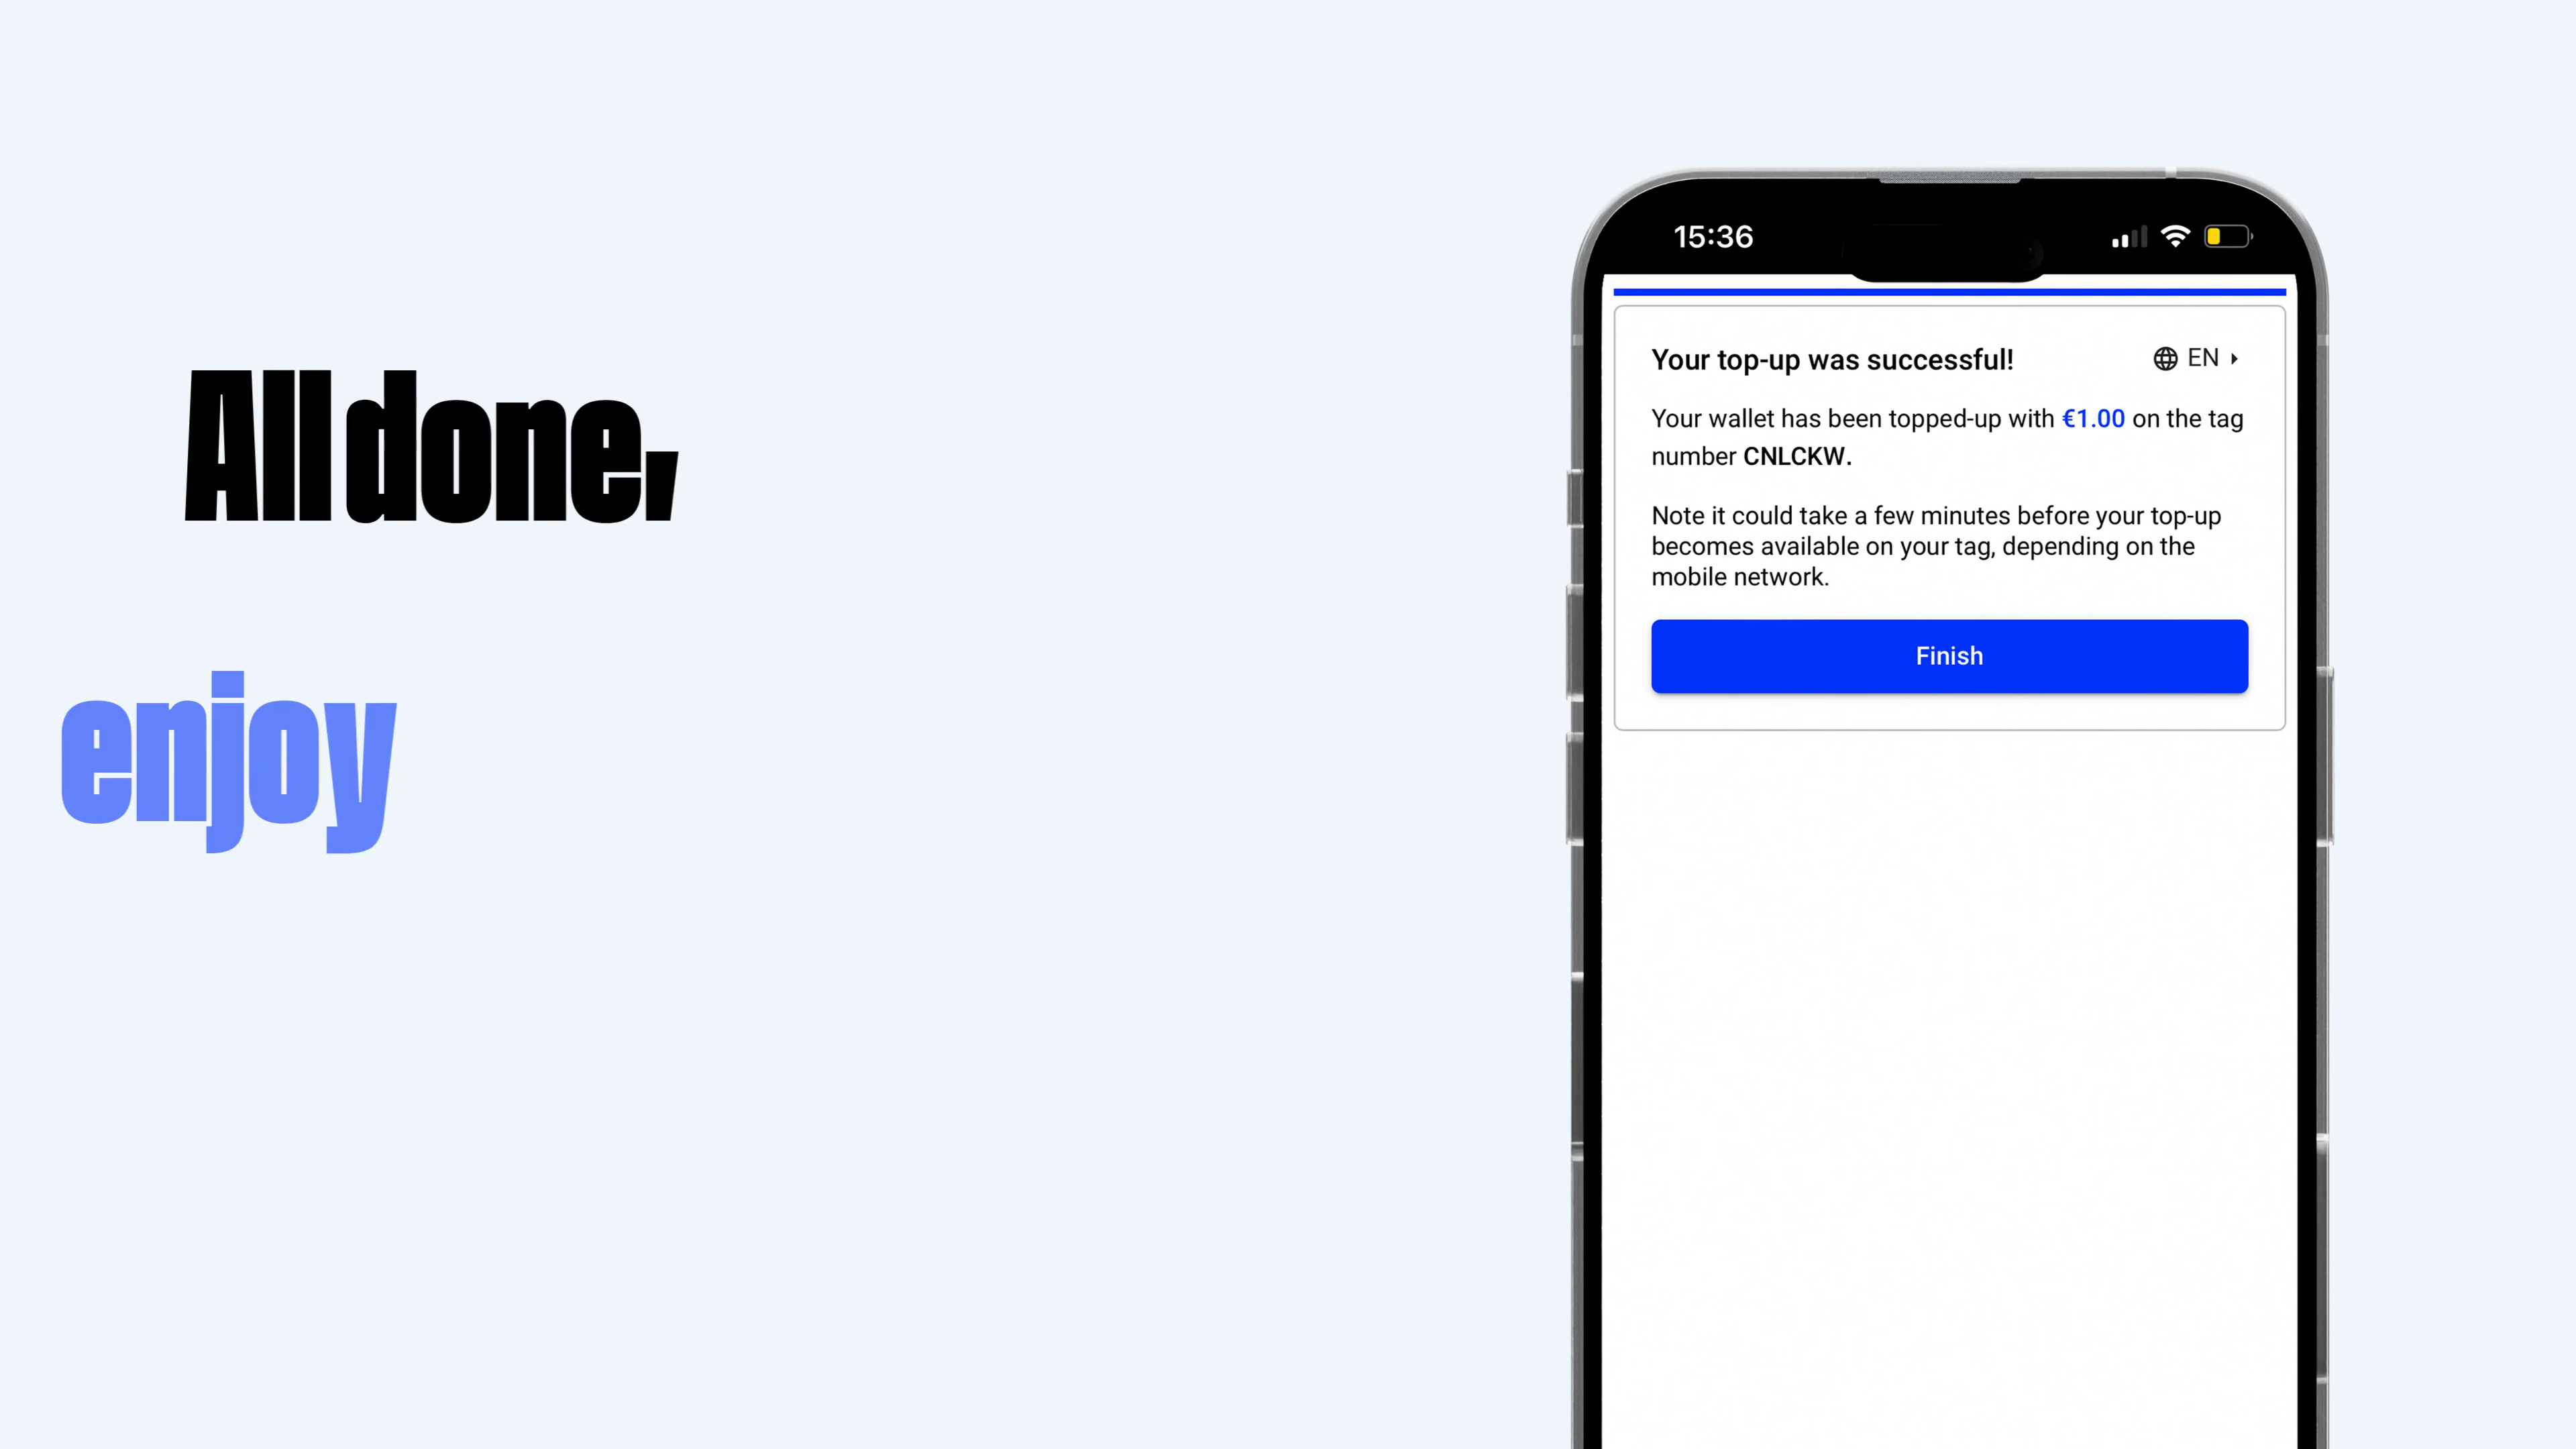 All done,
enjoy
15:36
Your top-up was successful!
EN
Your wallet has been topped-up with €1.00 on the tag
number CNLCKW.
Note it could take a few minutes before your top-up
becomes available on your tag, depending on the
mobile network.
Finish